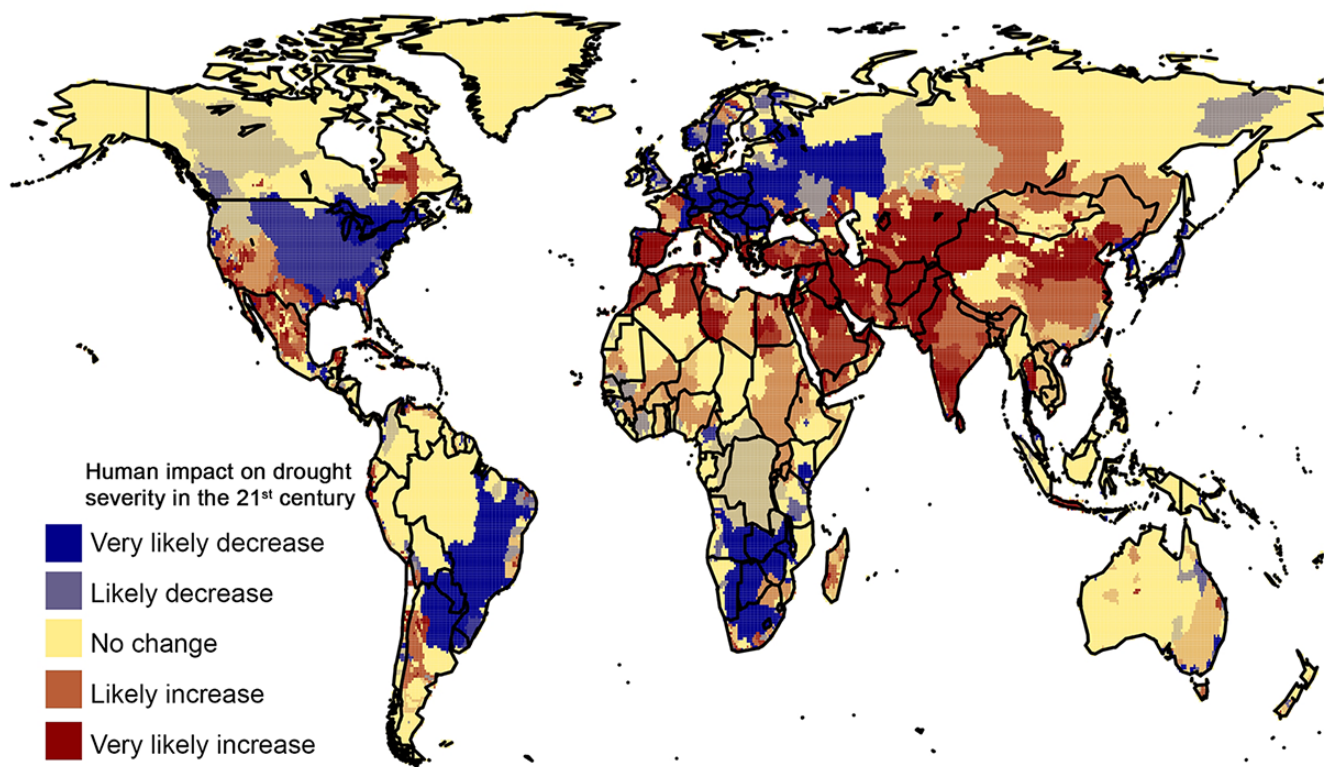 Human impact on drought
severity in the 21st century
Very likely decrease
Likely decrease
No change
Likely increase
Very likely increase